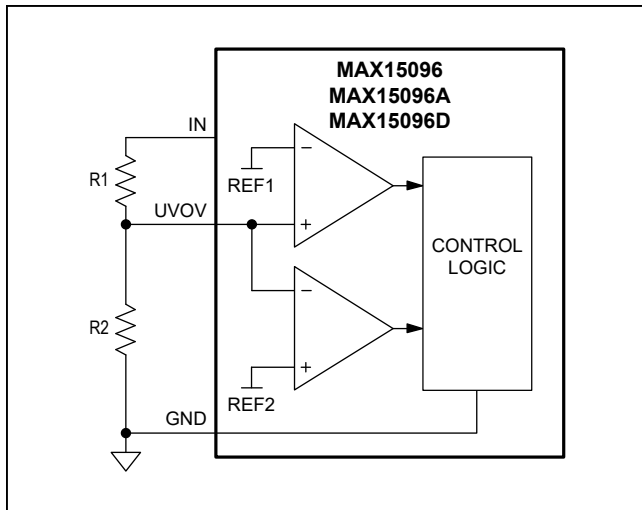 MAX15096
MAX15096A
MAX15096D
IN
R1
REF1
−
+
UVOV
CONTROL
LOGIC
R2
−
+
REF2
GND